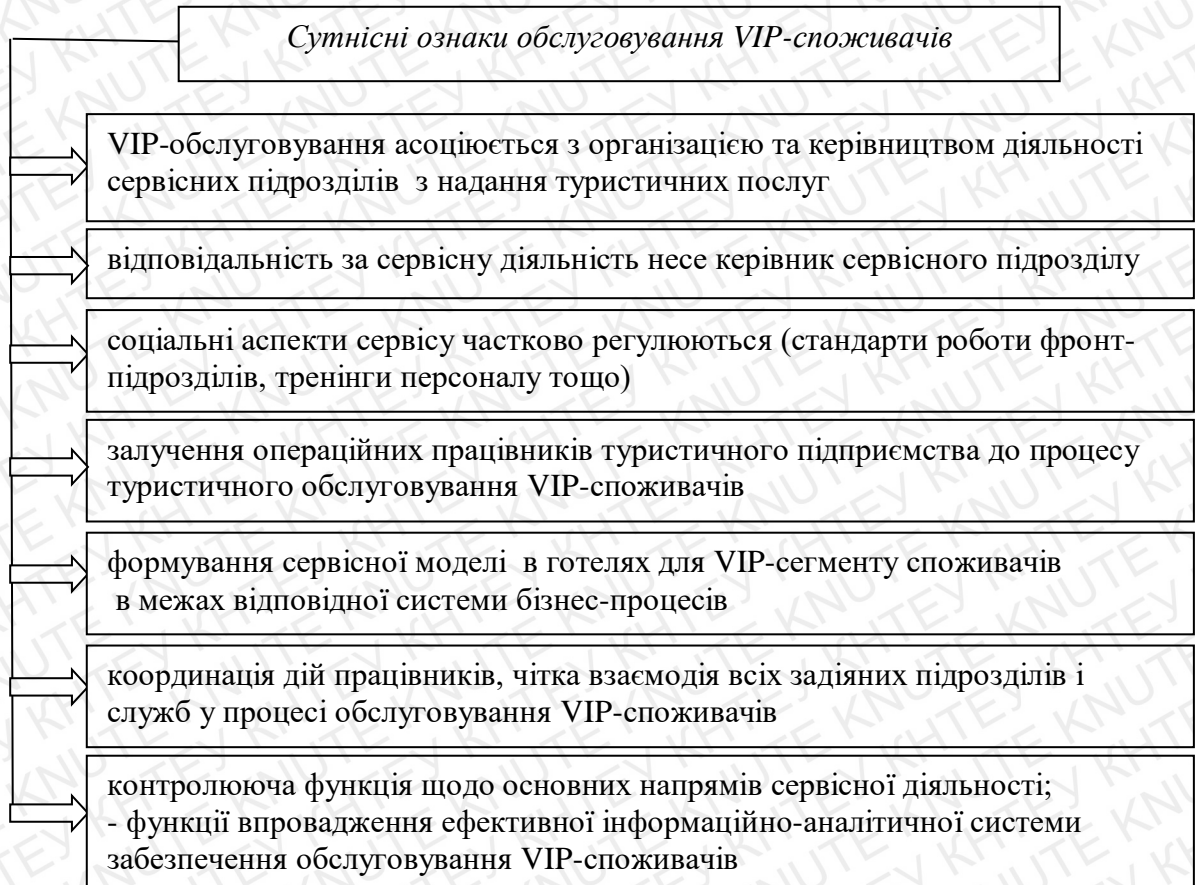 Сутнісні ознаки обслуговування VIP-споживачів
VIP-обслуговування асоціюється з організацією та керівництвом діяльності
сервісних підрозділів з надання туристичних послуг
відповідальність за сервісну діяльність несе керівник сервісного підрозділу
соціальні аспекти сервісу частково регулюються (стандарти роботи фронт-
підрозділів, тренінги персоналу тощо)
залучення операційних працівників туристичного підприємства до процесу
туристичного обслуговування VIP-споживачів
формування сервісної моделі в готелях для VIP-сегменту споживачів
в межах відповідної системи бізнес-процесів
координація дій працівників, чітка взаємодія всіх задіяних підрозділів і
служб у процесі обслуговування VIP-споживачів
контролююча функція щодо основних напрямів сервісної діяльності;
- функції впровадження ефективної інформаційно-аналітичної системи
забезпечення обслуговування VIP-споживачів